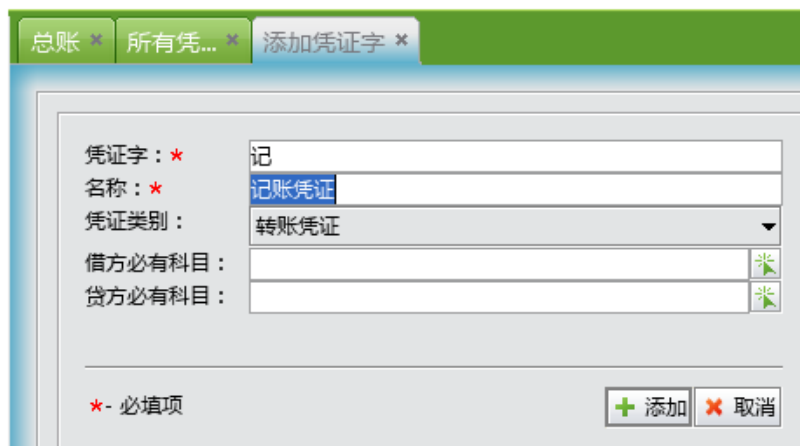 总账 所有凭... 添加凭证字
凭证字：* 记
名称：* 记账凭证
凭证类别： 转账凭证
借方必有科目：
贷方必有科目：
*- 必填项 添加 取消